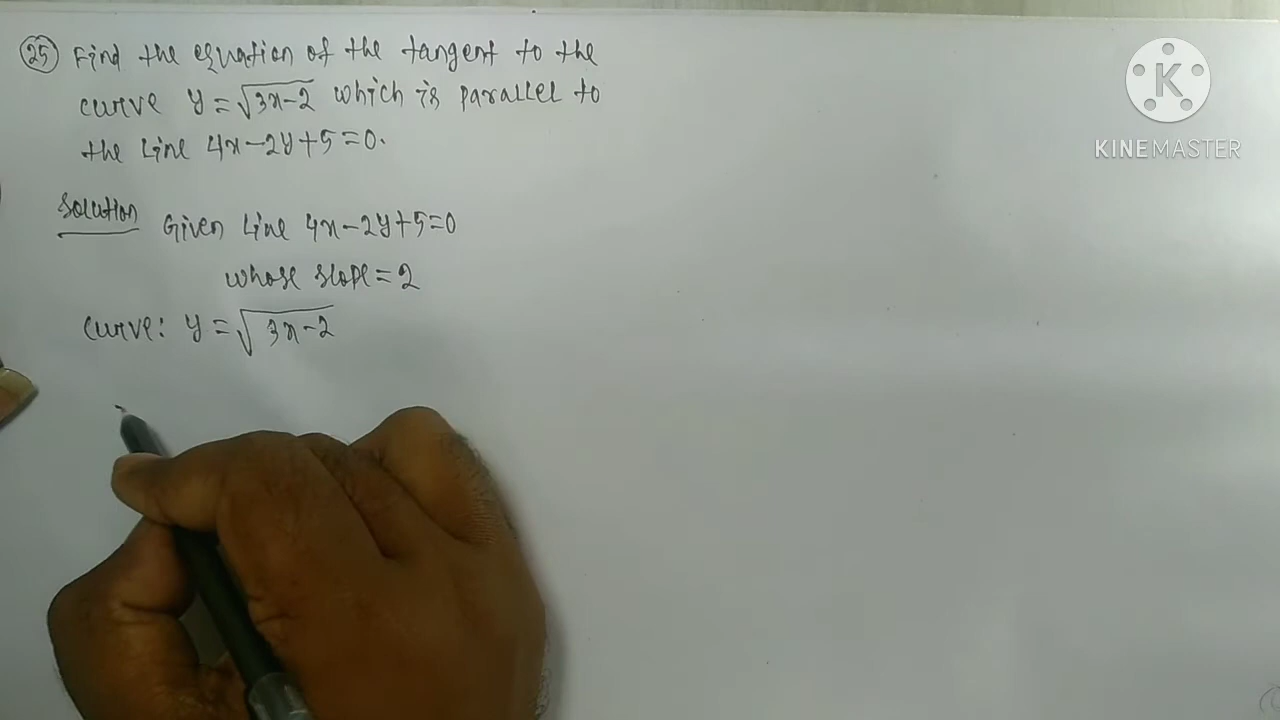 25 Find the equation of the tangent to the
curve y = √3x-2 which is parallel to
the line 4x-2y+5=0.
Solution Given line 4x-2y+5=0
whose slope = 2
curve: y = √3x-2
K
KINEMASTER